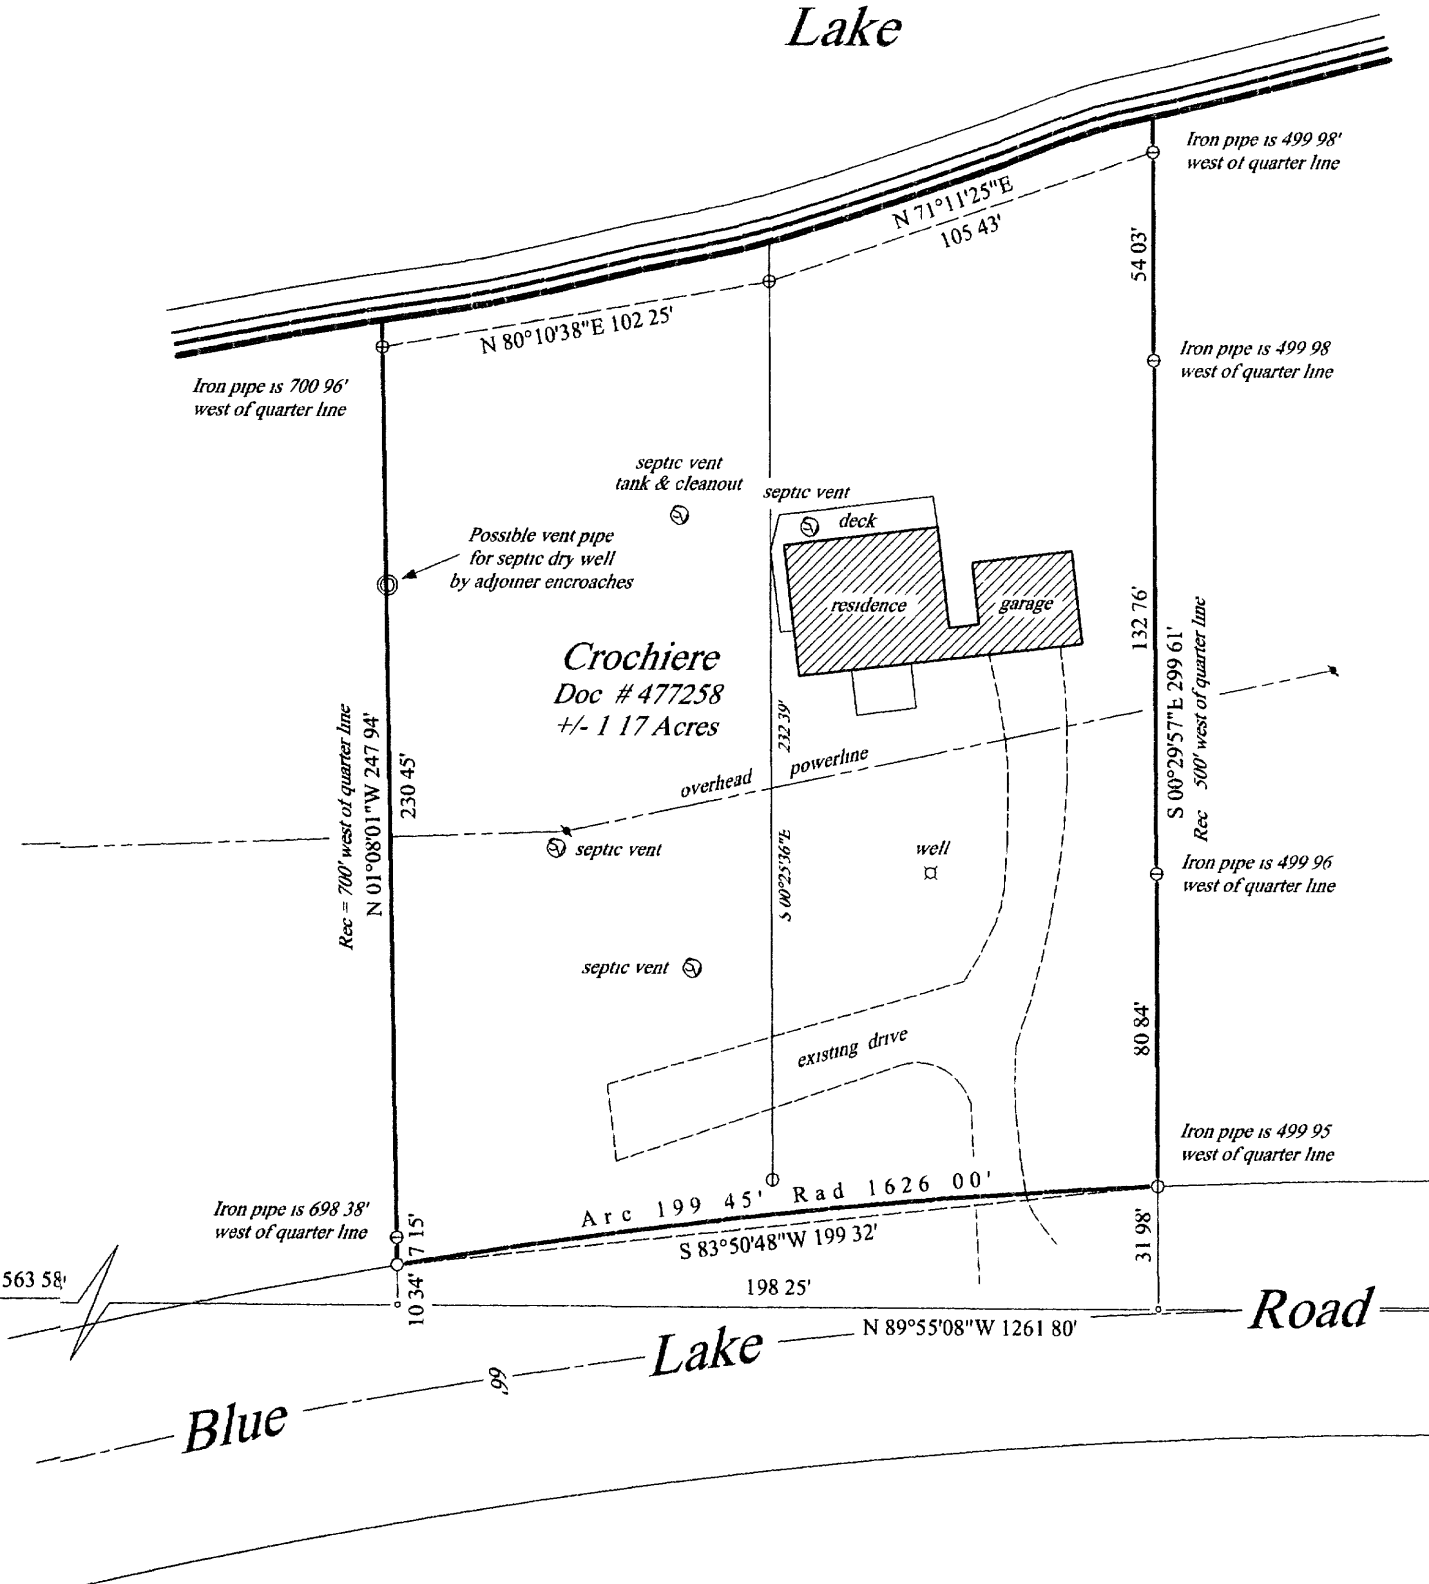 Lake
Iron pipe is 499 98'
west of quarter line
N 71°11'25"E
105 43'
54 03'
N 80°10'38"E 102 25'
Iron pipe is 499 98
west of quarter line
Iron pipe is 700 96'
west of quarter line
septic vent
tank & cleanout
septic vent
deck
Possible vent pipe
for septic dry well
by adjoiner encroaches
residence
garage
132 76'
S 00°29'57"E 299 61'
Rec 500' west of quarter line
Crochiere
Doc # 477258
+/- 1 17 Acres
232 39'
Rec = 700' west of quarter line
N 01°08'01"W 247 94'
230 45'
overhead powerline
septic vent
well
S 00°25'36"E
Iron pipe is 499 96
west of quarter line
septic vent
80 84'
existing drive
Iron pipe is 499 95
west of quarter line
Iron pipe is 698 38'
west of quarter line
7 15'
Arc 199 45' Rad 1626 00'
S 83°50'48"W 199 32'
31 98'
563 58'
10 34'
198 25'
N 89°55'08"W 1261 80'
Blue Lake Road
66'